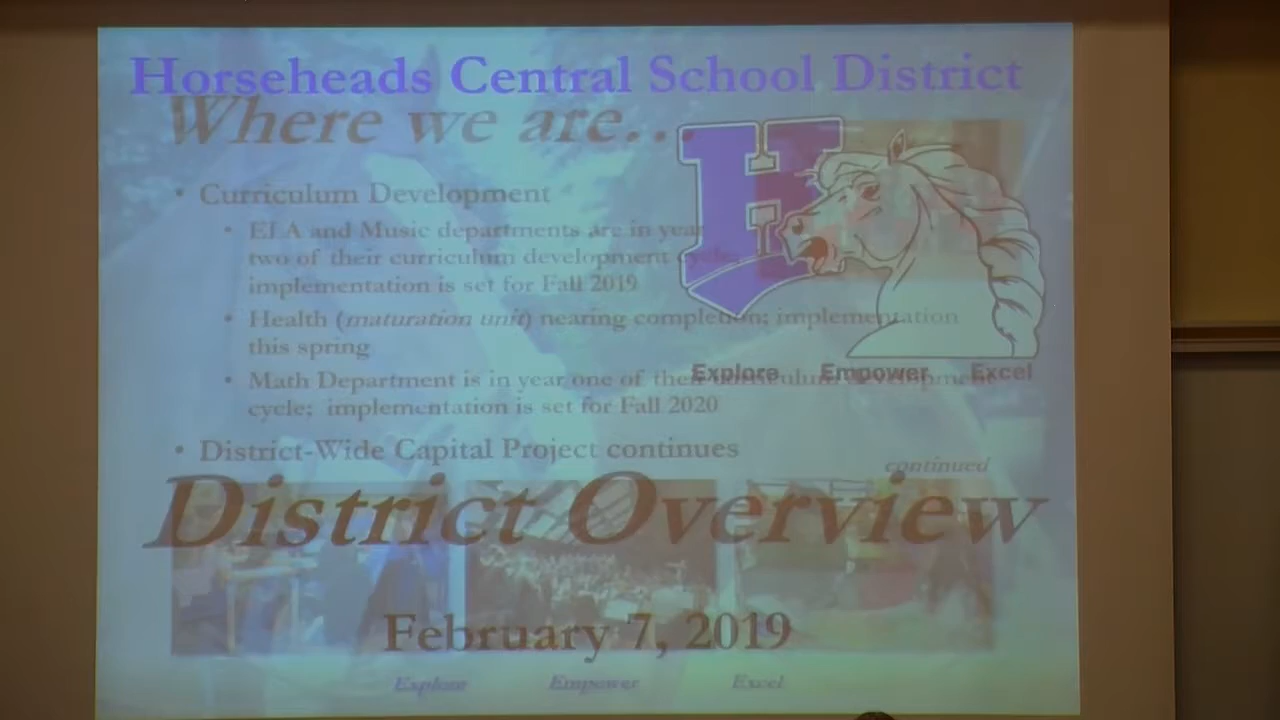 Horseheads Central School District
Where we are...
• Curriculum Development
• ELA and Music departments are in year
two of their curriculum development cycle;
implementation is set for Fall 2019
• Health (maturation unit) nearing completion; implementation
this spring
• Math Department is in year one of their curriculum development
cycle; implementation is set for Fall 2020
Explore Empower Excel
• District-Wide Capital Project continues
continued
District Overview
February 7, 2019
Explore Empower Excel
H